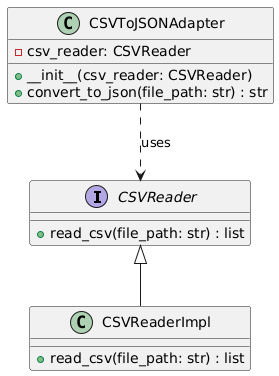 C CSVToJSONAdapter
csv_reader: CSVReader
__init__(csv_reader: CSVReader)
convert_to_json(file_path: str) : str
uses
I CSVReader
read_csv(file_path: str) : list
C CSVReaderImpl
read_csv(file_path: str) : list